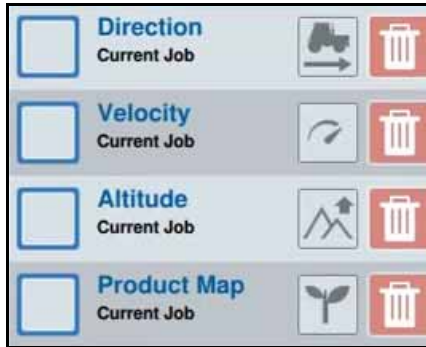 Direction
Current Job
Velocity
Current Job
Altitude
Current Job
Product Map
Current Job